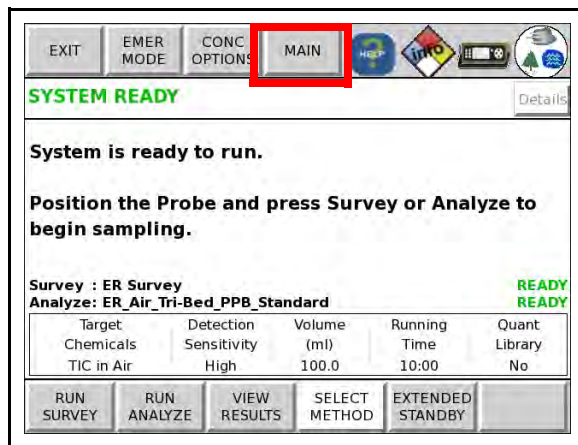 EXIT
EMER
MODE
CONC
OPTIONS
MAIN
HELP
info
SYSTEM READY
Details
System is ready to run.
Position the Probe and press Survey or Analyze to
begin sampling.
Survey : ER Survey READY
Analyze: ER_Air_Tri-Bed_PPB_Standard READY
Target Detection Volume Running Quant
Chemicals Sensitivity (ml) Time Library
TIC in Air High 100.0 10:00 No
RUN
SURVEY
RUN
ANALYZE
VIEW
RESULTS
SELECT
METHOD
EXTENDED
STANDBY